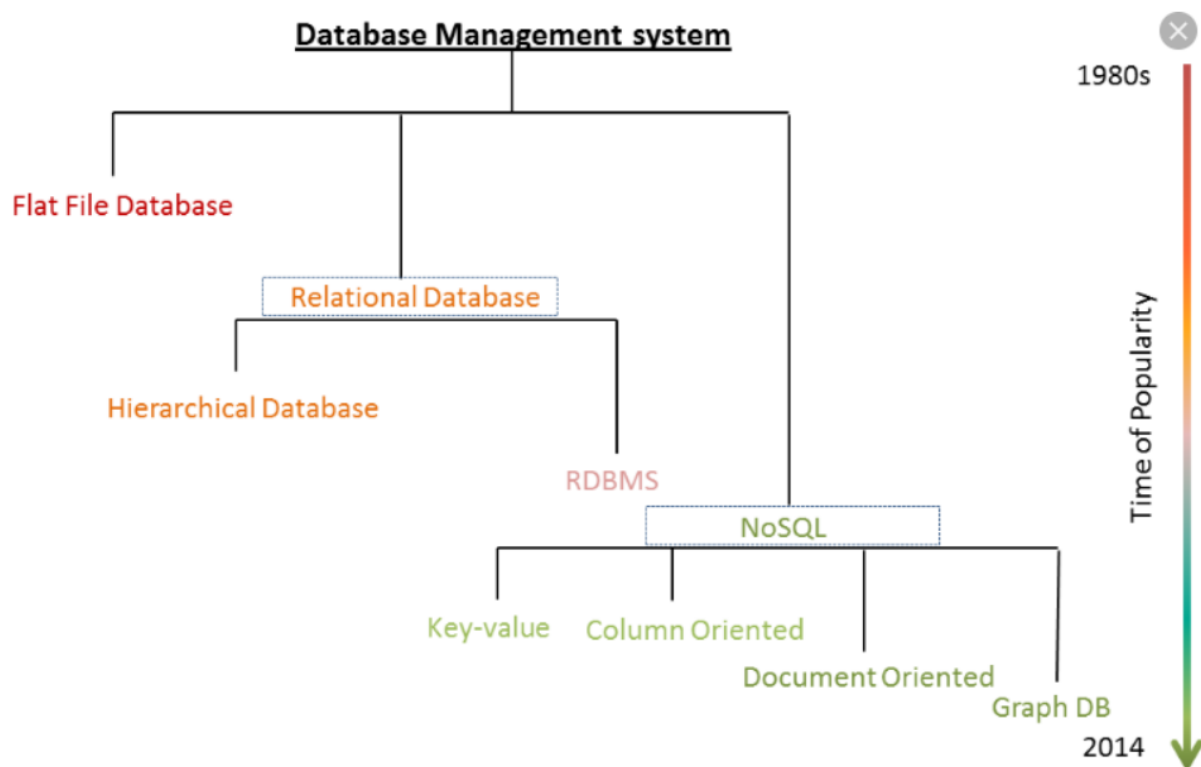 Database Management system
1980s
Flat File Database
Relational Database
Hierarchical Database
Time of Popularity
RDBMS
NoSQL
Key-value
Column Oriented
Document Oriented
Graph DB
2014